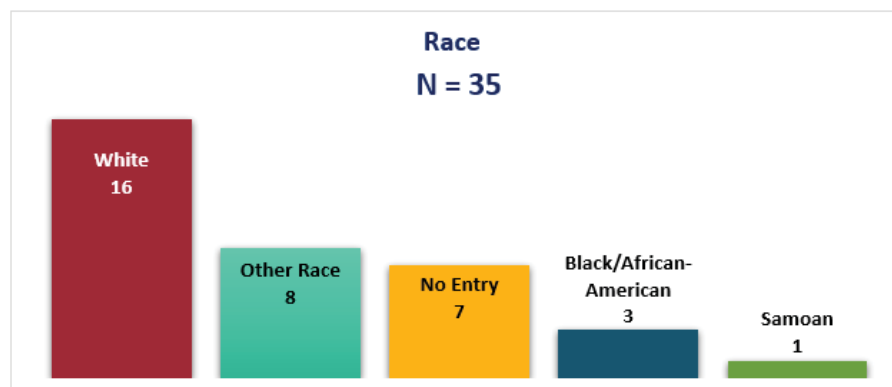 Race
N = 35
White
16
Other Race
8
No Entry
7
Black/African-
American
3
Samoan
1